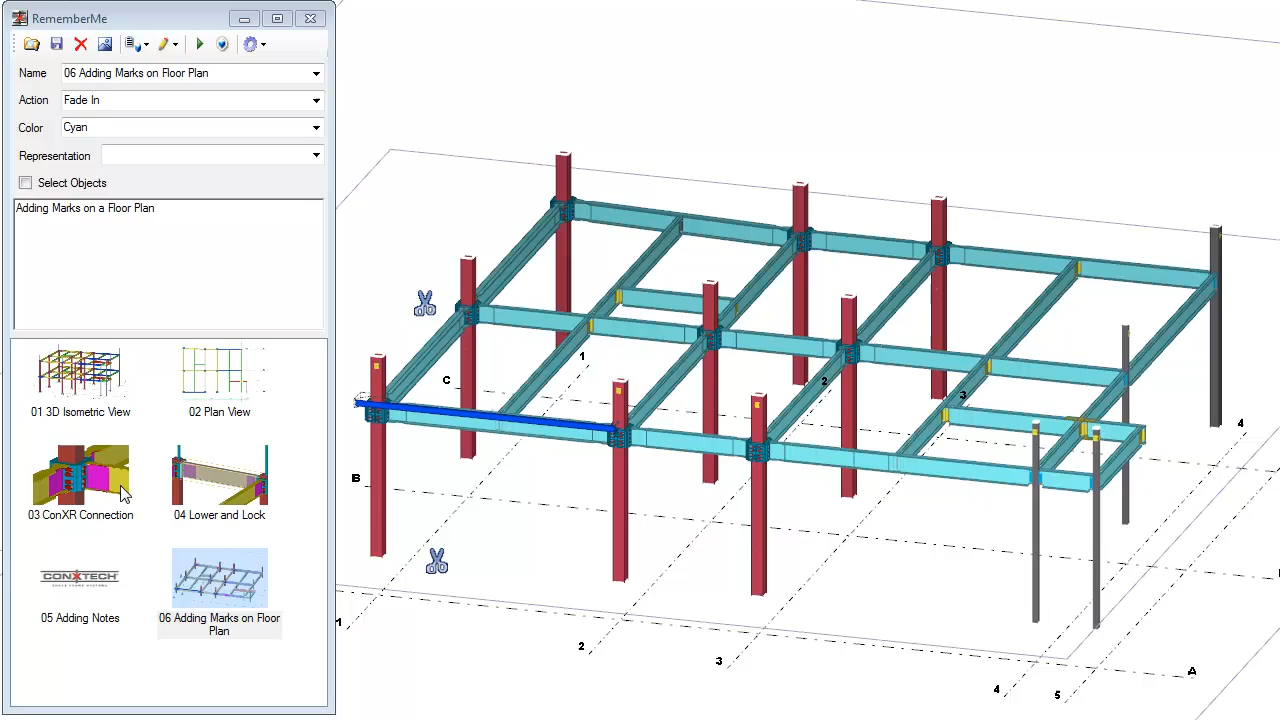 RememberMe
Name 06 Adding Marks on Floor Plan
Action Fade In
Color Cyan
Representation
Select Objects
Adding Marks on a Floor Plan
01 3D Isometric View
02 Plan View
03 ConXR Connection
04 Lower and Lock
CONXTECH
05 Adding Notes
06 Adding Marks on Floor
Plan
1
C
2
3
4
B
1
2
3
4
5
A